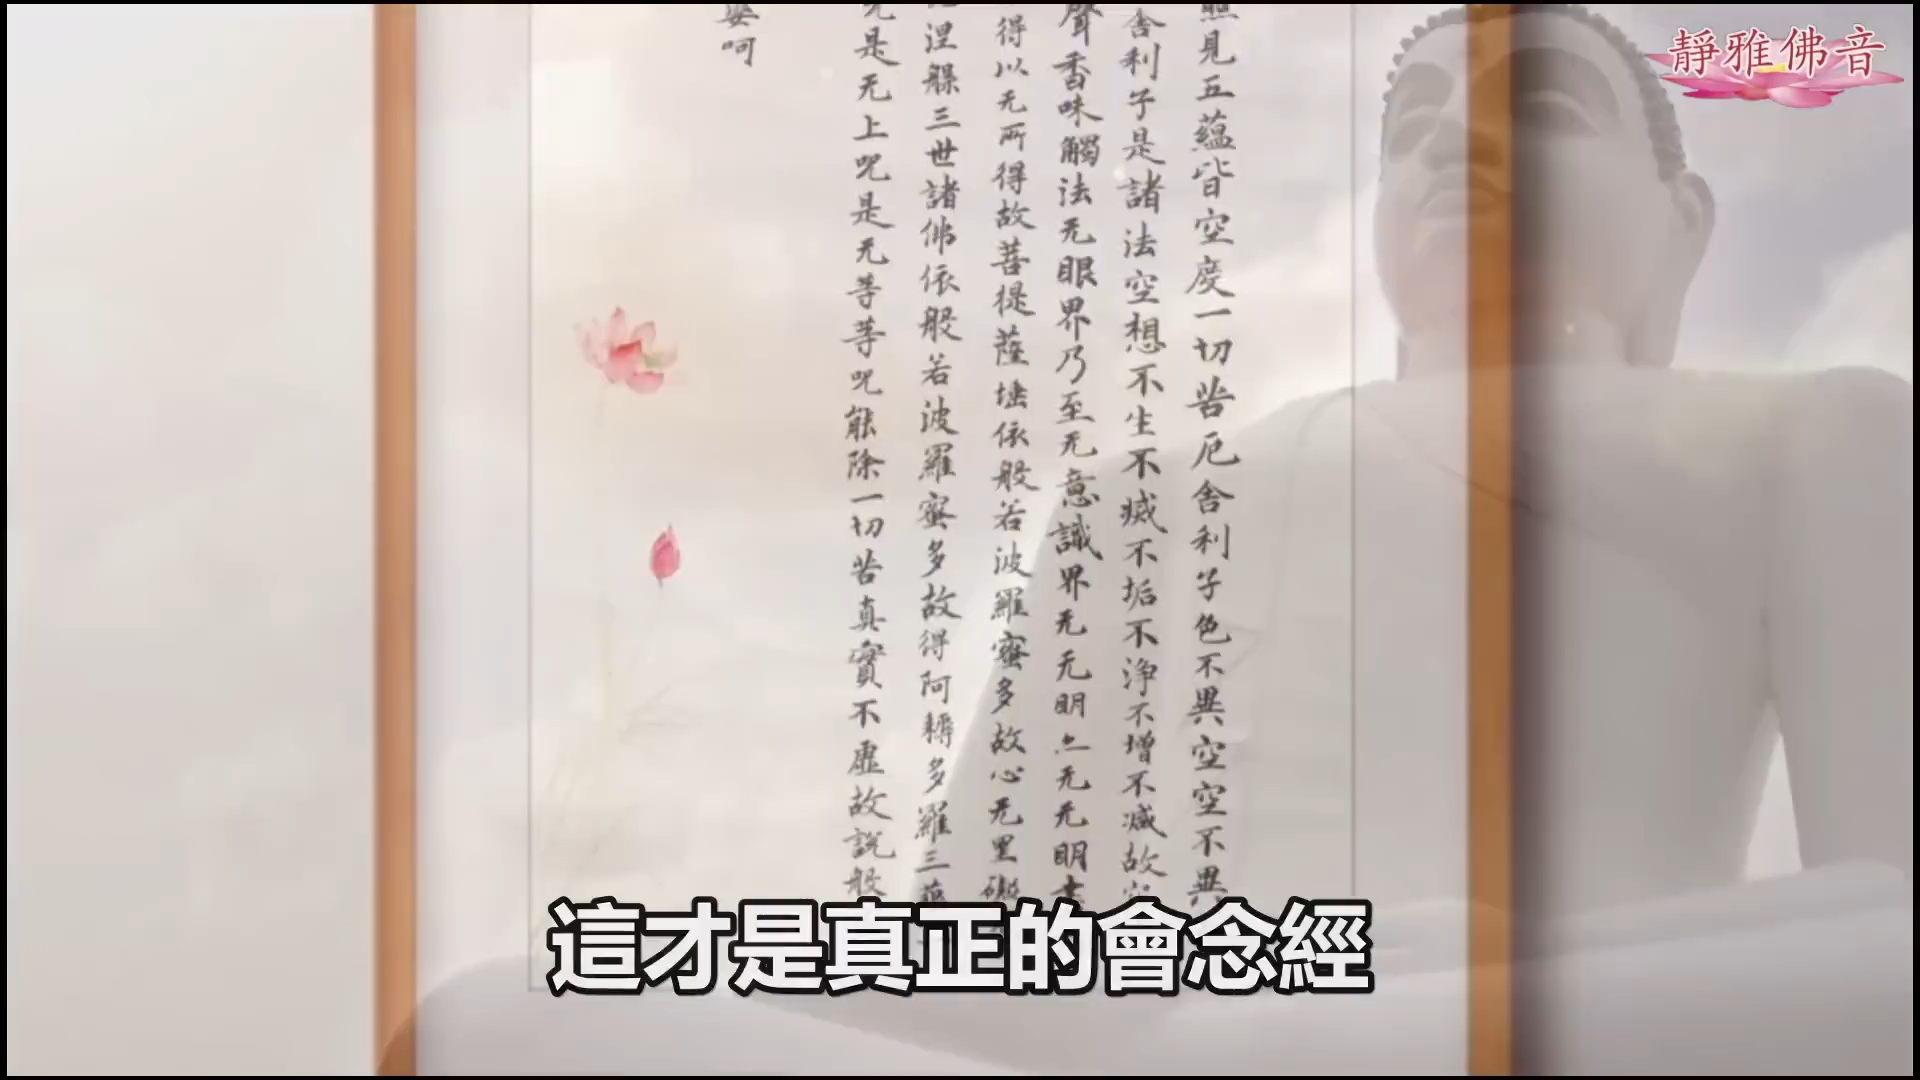 靜雅佛音
照見五蘊皆空度一切苦厄舍利子色不異空空不異
舍利子是諸法空想不生不滅不垢不淨不增不減故空
聲香味觸法无眼界乃至无意識界无无明亦无无明盡
得以无所得故菩提薩埵依般若波羅蜜多故心无罣礙
涅槃三世諸佛依般若波羅蜜多故得阿耨多羅三藐
咒是无上咒是无等等咒能除一切苦真實不虛故說般
娑呵
這才是真正的會念經